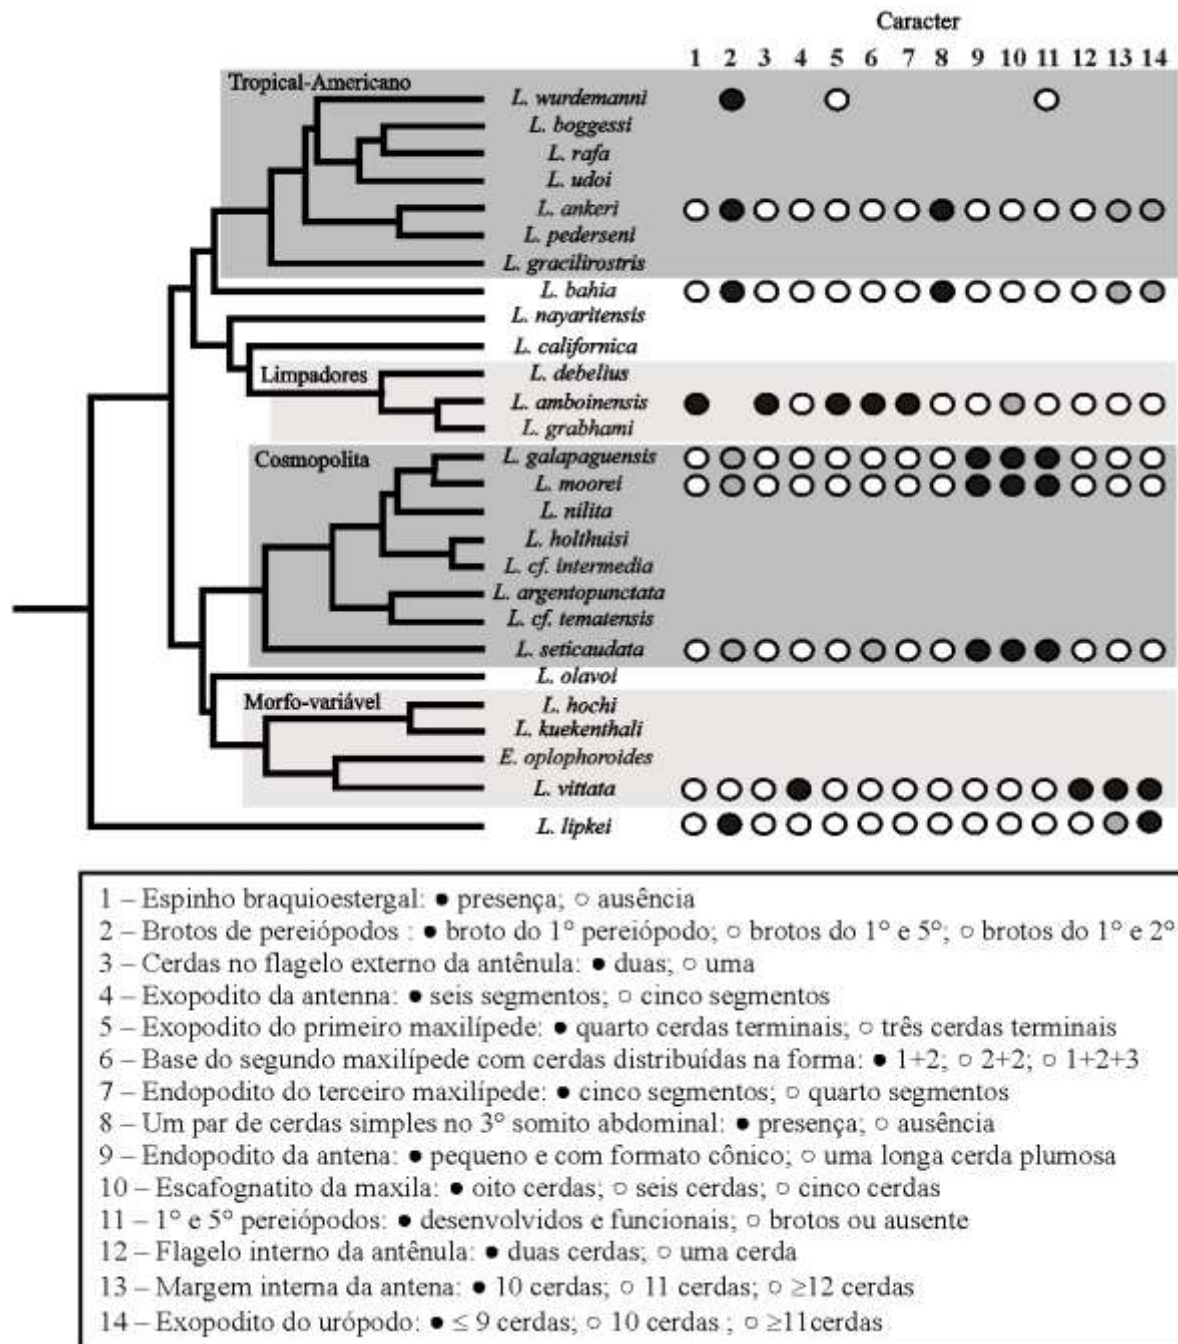 Caracter
1 2 3 4 5 6 7 8 9 10 11 12 13 14
Tropical-Americano
L. wurdemanni
L. boggessi
L. rafa
L. udoi
L. ankeri
L. pederseni
L. gracilirostris
L. bahia
L. nayaritensis
L. californica
Limpadores
L. debelius
L. amboinensis
L. grabhami
Cosmopolita
L. galapaguensis
L. moorei
L. nilita
L. holthuisi
L. cf. intermedia
L. argentopunctata
L. cf. tematensis
L. seticaudata
L. olavoi
Morfo-variável
L. hochi
L. kuekenthali
E. oplophoroides
L. vittata
L. lipkei
1 – Espinho braquioestergal: ● presença; ○ ausência
2 – Brotos de pereiópodos : ● broto do 1° pereiópodo; ○ brotos do 1° e 5°; ○ brotos do 1° e 2°
3 – Cerdas no flagelo externo da antênula: ● duas; ○ uma
4 – Exopodito da antenna: ● seis segmentos; ○ cinco segmentos
5 – Exopodito do primeiro maxilípede: ● quarto cerdas terminais; ○ três cerdas terminais
6 – Base do segundo maxilípede com cerdas distribuídas na forma: ● 1+2; ○ 2+2; ○ 1+2+3
7 – Endopodito do terceiro maxilípede: ● cinco segmentos; ○ quarto segmentos
8 – Um par de cerdas simples no 3° somito abdominal: ● presença; ○ ausência
9 – Endopodito da antena: ● pequeno e com formato cônico; ○ uma longa cerda plumosa
10 – Escafognatito da maxila: ● oito cerdas; ○ seis cerdas; ○ cinco cerdas
11 – 1° e 5° pereiópodos: ● desenvolvidos e funcionais; ○ brotos ou ausente
12 – Flagelo interno da antênula: ● duas cerdas; ○ uma cerda
13 – Margem interna da antena: ● 10 cerdas; ○ 11 cerdas; ○ ≥12 cerdas
14 – Exopodito do urópodo: ● ≤ 9 cerdas; ○ 10 cerdas ; ○ ≥11cerdas